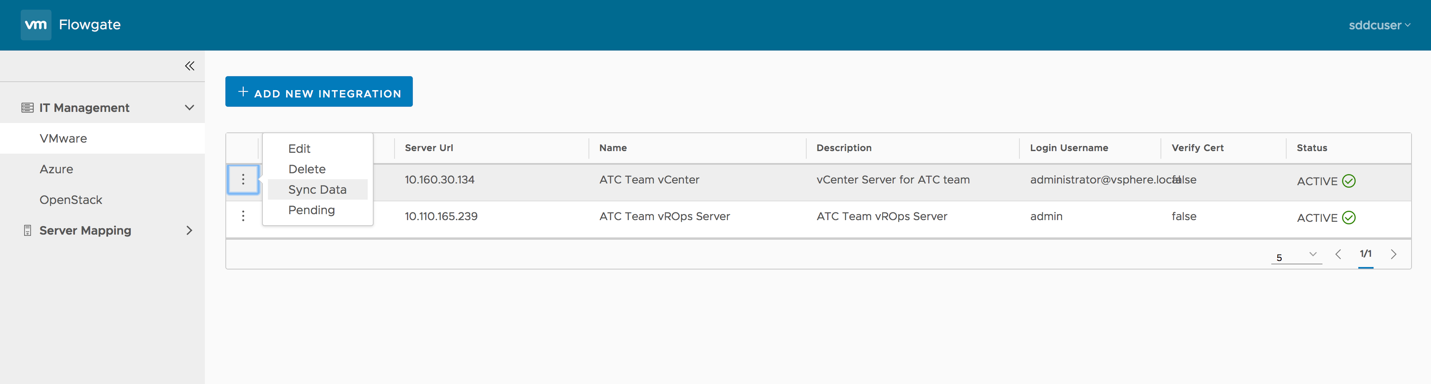 vm Flowgate sddcuser
IT Management
VMware
Azure
OpenStack
Server Mapping
+ ADD NEW INTEGRATION
Server Url Name Description Login Username Verify Cert Status
Edit
Delete
Sync Data
Pending
10.160.30.134 ATC Team vCenter vCenter Server for ATC team administrator@vsphere.local false ACTIVE
10.110.165.239 ATC Team vROps Server ATC Team vROps Server admin false ACTIVE
5 1/1